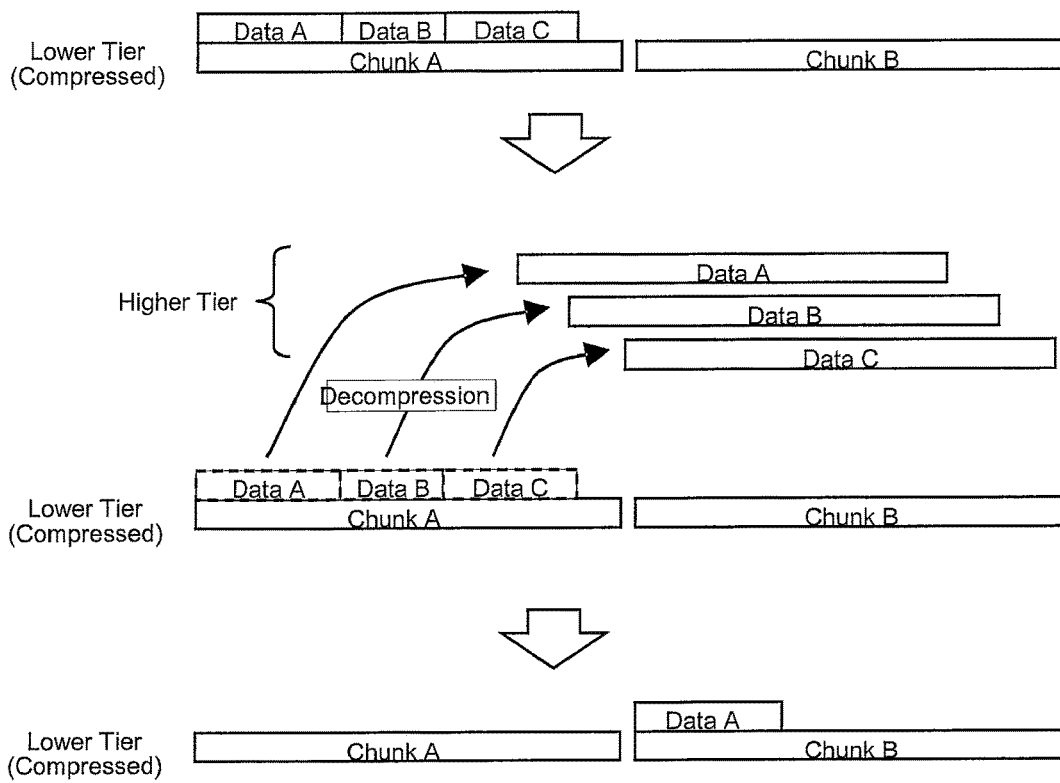 Data A Data B Data C
Lower Tier
(Compressed)
Chunk A Chunk B
Data A
Higher Tier
Data B
Data C
Decompression
Data A Data B Data C
Lower Tier
(Compressed)
Chunk A Chunk B
Data A
Lower Tier
(Compressed)
Chunk A Chunk B